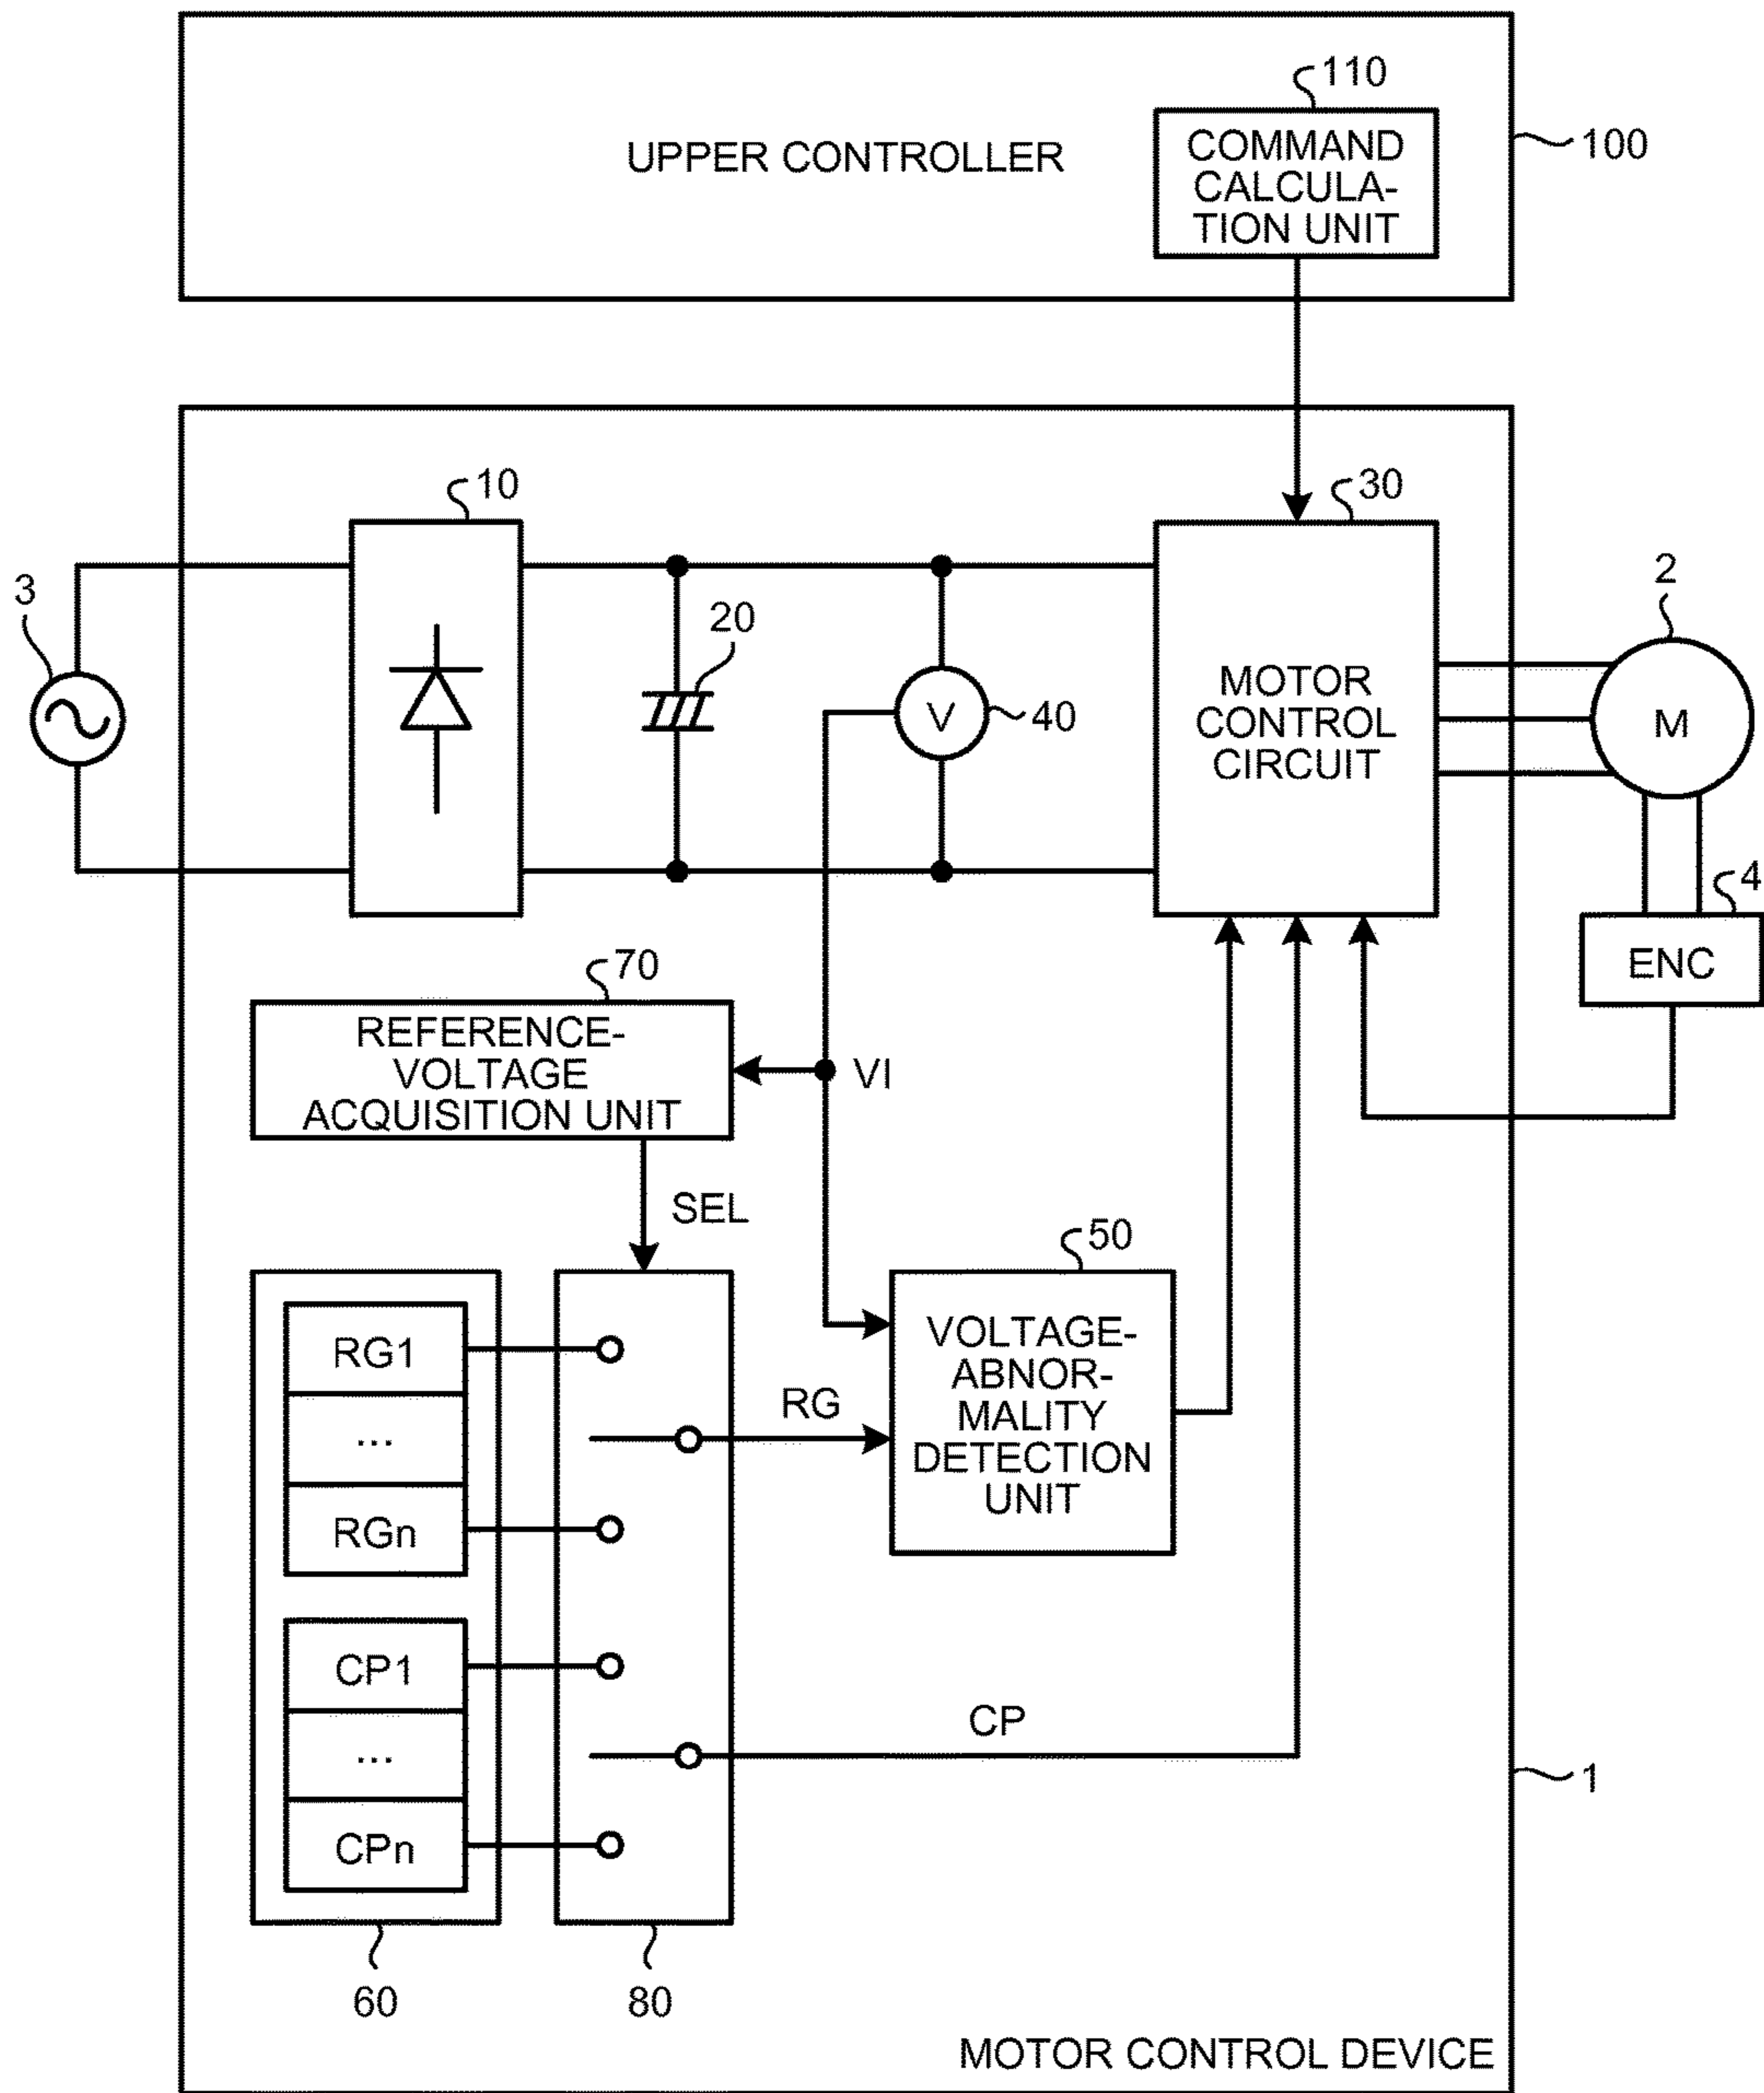 110
UPPER CONTROLLER
COMMAND
CALCULA-
TION UNIT
100
10
30
3
20
2
V
40
MOTOR
CONTROL
CIRCUIT
M
4
ENC
70
REFERENCE-
VOLTAGE
ACQUISITION UNIT
VI
SEL
50
RG1
...
RGn
RG
VOLTAGE-
ABNOR-
MALITY
DETECTION
UNIT
CP1
...
CPn
CP
1
60
80
MOTOR CONTROL DEVICE